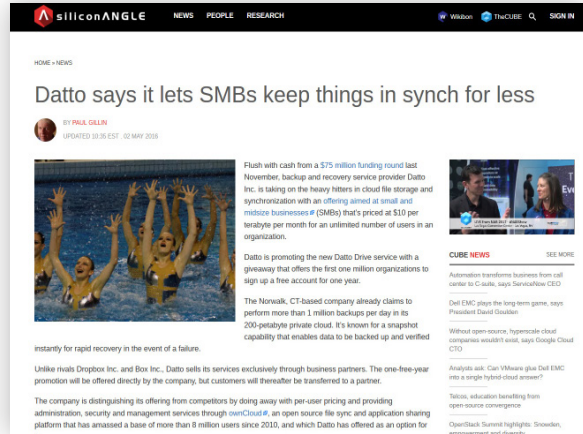 siliconANGLE
NEWS PEOPLE RESEARCH
Wikibon TheCUBE SIGN IN
HOME » NEWS
Datto says it lets SMBs keep things in synch for less
BY PAUL GILLIN
UPDATED 10:35 EST . 02 MAY 2016
Flush with cash from a $75 million funding round last
November, backup and recovery service provider Datto
Inc. is taking on the heavy hitters in cloud file storage and
synchronization with an offering aimed at small and
midsize businesses (SMBs) that's priced at $10 per
terabyte per month for an unlimited number of users in an
organization.
Datto is promoting the new Datto Drive service with a
giveaway that offers the first one million organizations to
sign up a free account for one year.
The Norwalk, CT-based company already claims to
perform more than 1 million backups per day in its
200-petabyte private cloud. It's known for a snapshot
capability that enables data to be backed up and verified
instantly for rapid recovery in the event of a failure.
Unlike rivals Dropbox Inc. and Box Inc., Datto sells its services exclusively through business partners. The one-free-year
promotion will be offered directly by the company, but customers will thereafter be transferred to a partner.
The company is distinguishing its offering from competitors by doing away with per-user pricing and providing
administration, security and management services through ownCloud, an open source file sync and application sharing
platform that has amassed a base of more than 8 million users since 2010, and which Datto has offered as an option for
CUBE NEWS SEE MORE
Automation transforms business from call
center to C-suite, says ServiceNow CEO
Dell EMC plays the long-term game, says
President David Goulden
Without open-source, hyperscale cloud
companies wouldn't exist, says Google Cloud
CTO
Analysts ask: Can VMware glue Dell EMC
into a single hybrid-cloud answer?
Telcos, education benefiting from
open-source convergence
OpenStack Summit highlights: Snowden,
empowerment and diversity